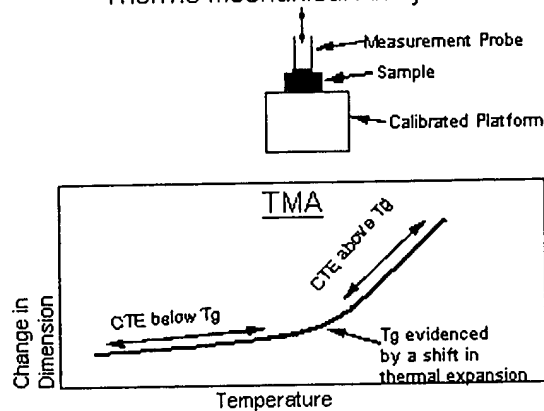 Measurement Probe
Sample
Calibrated Platform
TMA
CTE above Tg
CTE below Tg
Change in
Dimension
Tg evidenced
by a shift in
thermal expansion
Temperature